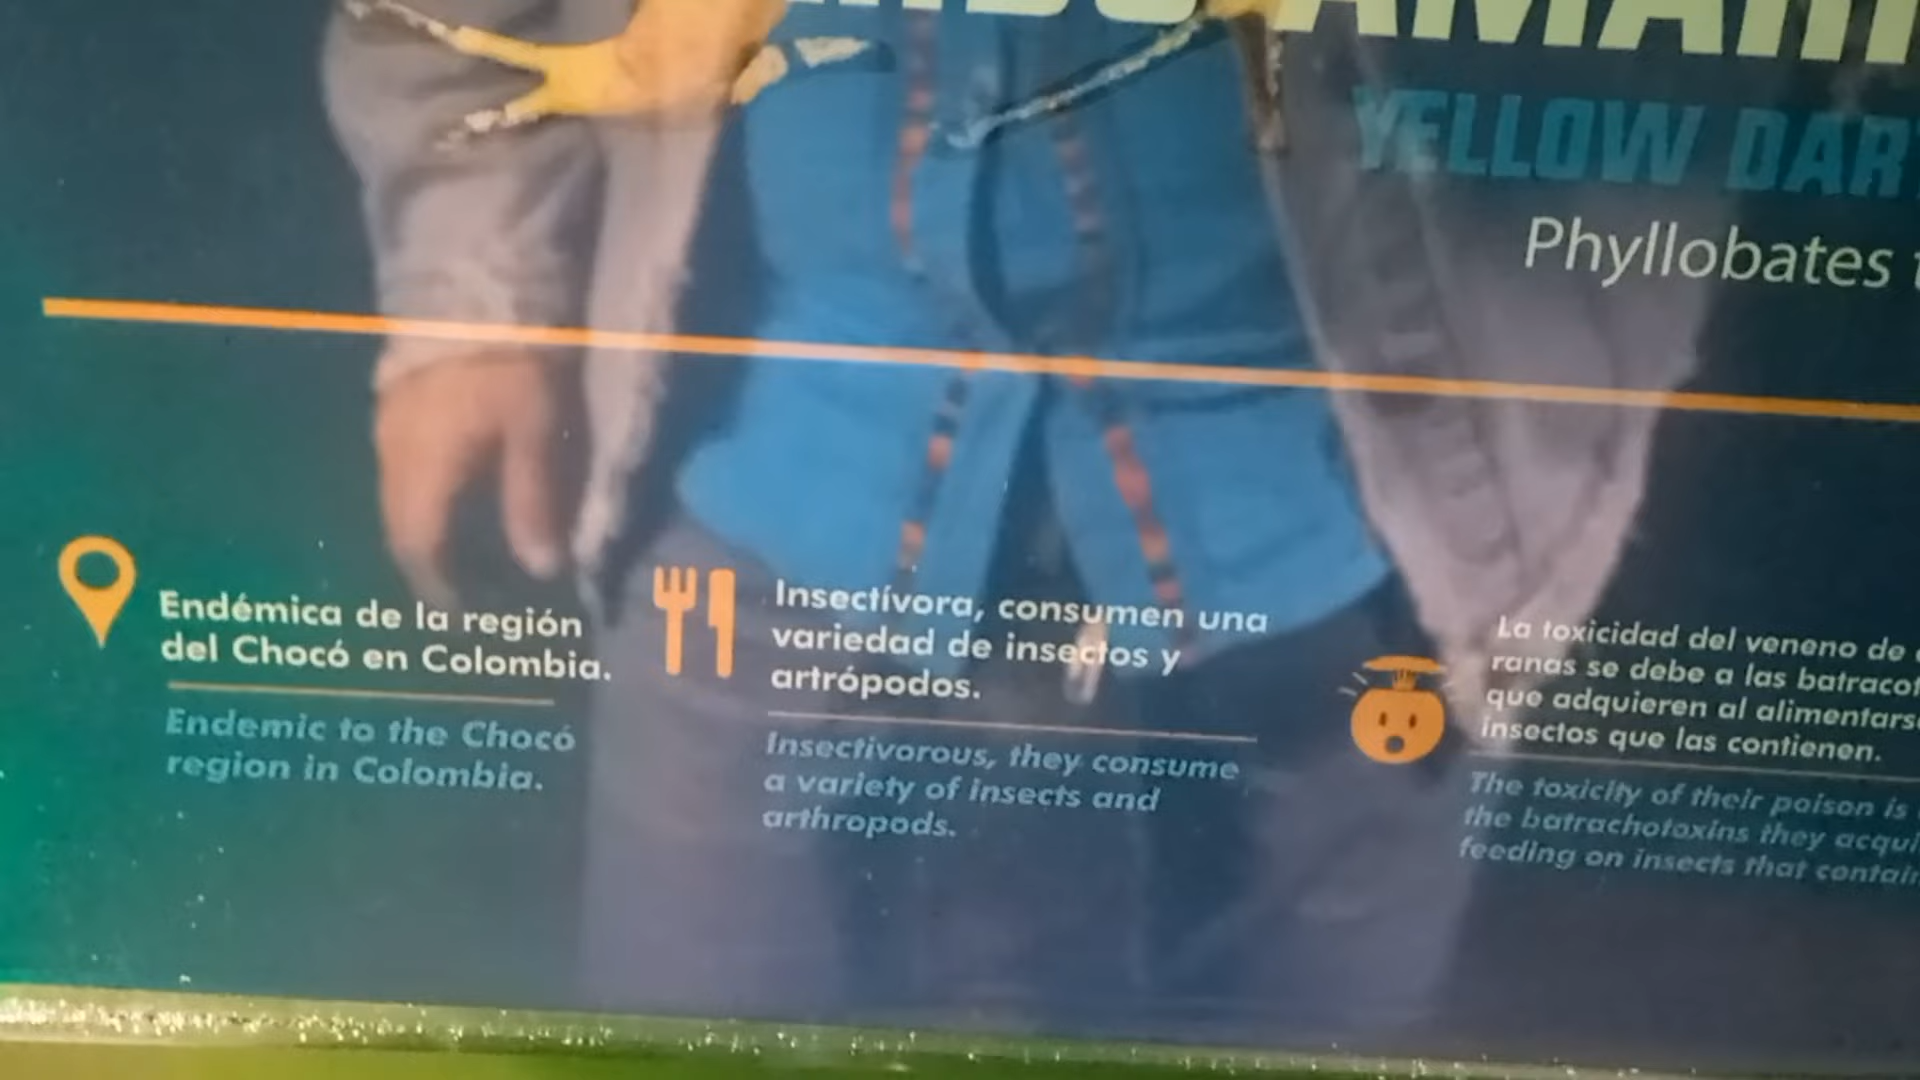 YELLOW
Phyllobates
Endémica de la región
del Chocó en Colombia.
Endemic to the Chocó
region in Colombia.
Insectívora, consumen una
variedad de insectos y
artrópodos.
Insectivorous, they consume
a variety of insects and
arthropods.
La toxicidad del veneno de
ranas se debe a las
que adquieren al
insectos que las contienen.
The toxicity of their poison is
the batrachotoxins they
feeding on insects that